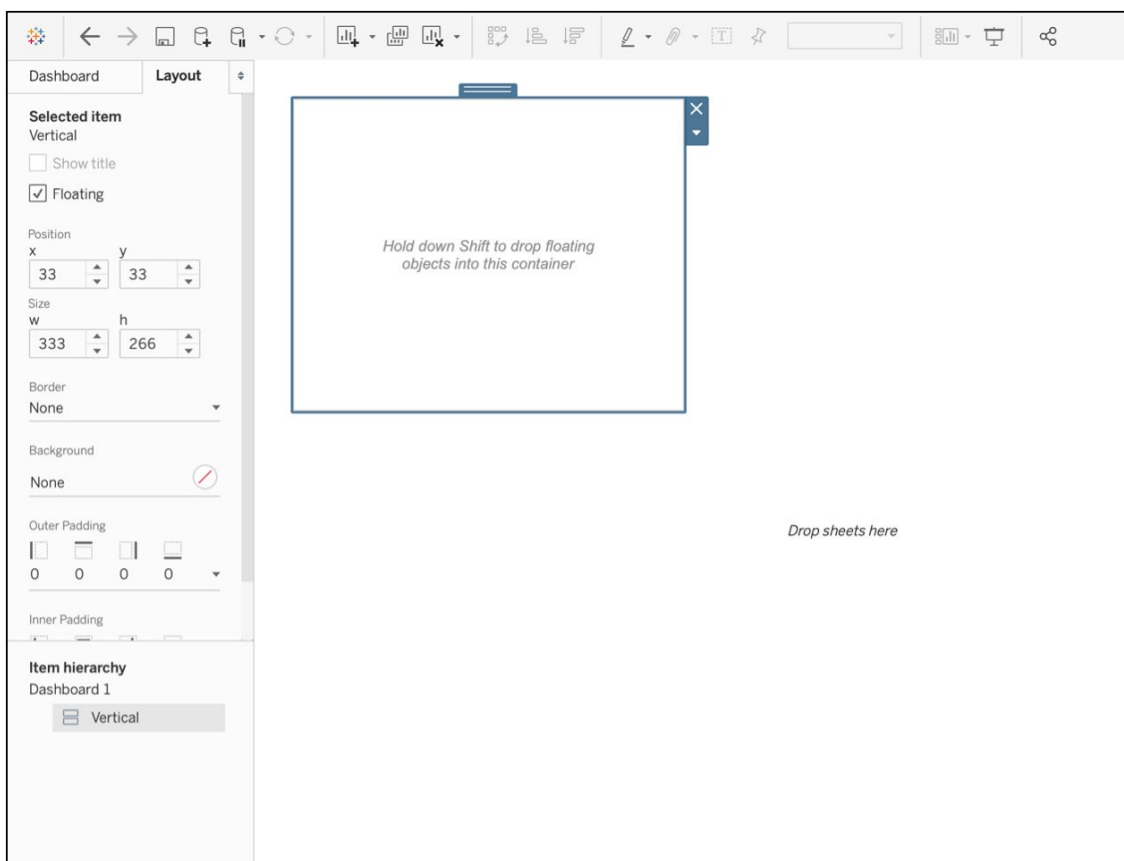 Dashboard
Layout
Selected item
Vertical
Show title
Floating
Position
x y
33 33
Size
w h
333 266
Border
None
Background
None
Outer Padding
0 0 0 0
Inner Padding
Item hierarchy
Dashboard 1
Vertical
Hold down Shift to drop floating
objects into this container
Drop sheets here